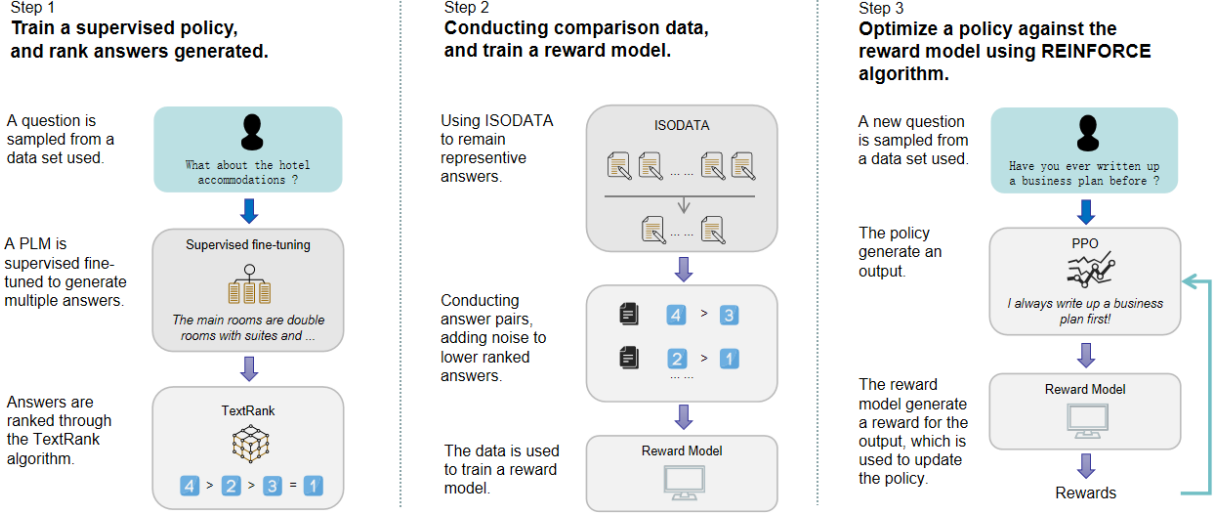 Step 1
Train a supervised policy,
and rank answers generated.
A question is
sampled from a
data set used.
What about the hotel
accommodations ?
A PLM is
supervised fine-
tuned to generate
multiple answers.
Supervised fine-tuning
The main rooms are double
rooms with suites and ...
Answers are
ranked through
the TextRank
algorithm.
TextRank
4 > 2 > 3 = 1
Step 2
Conducting comparison data,
and train a reward model.
Using ISODATA
to remain
representive
answers.
ISODATA
... ...
... ...
Conducting
answer pairs,
adding noise to
lower ranked
answers.
4 > 3
2 > 1
... ...
The data is used
to train a reward
model.
Reward Model
Step 3
Optimize a policy against the
reward model using REINFORCE
algorithm.
A new question
is sampled from
a data set used.
Have you ever written up
a business plan before ?
The policy
generate an
output.
PPO
I always write up a business
plan first!
The reward
model generate
a reward for the
output, which is
used to update
the policy.
Reward Model
Rewards